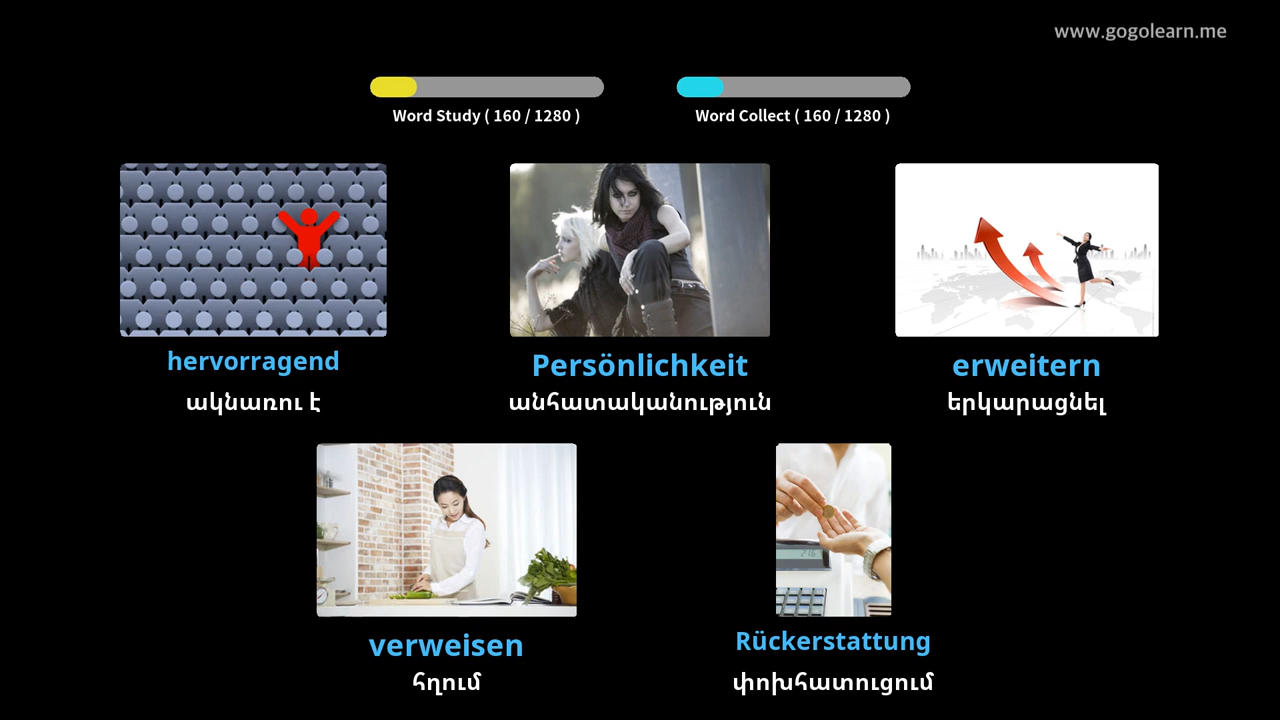 www.gogolearn.me
Word Study ( 160 / 1280 )
Word Collect ( 160 / 1280 )
hervorragend
ակնառու է
Persönlichkeit
անհատականություն
erweitern
երկարացնել
verweisen
հղում
Rückerstattung
փոխհատուցում